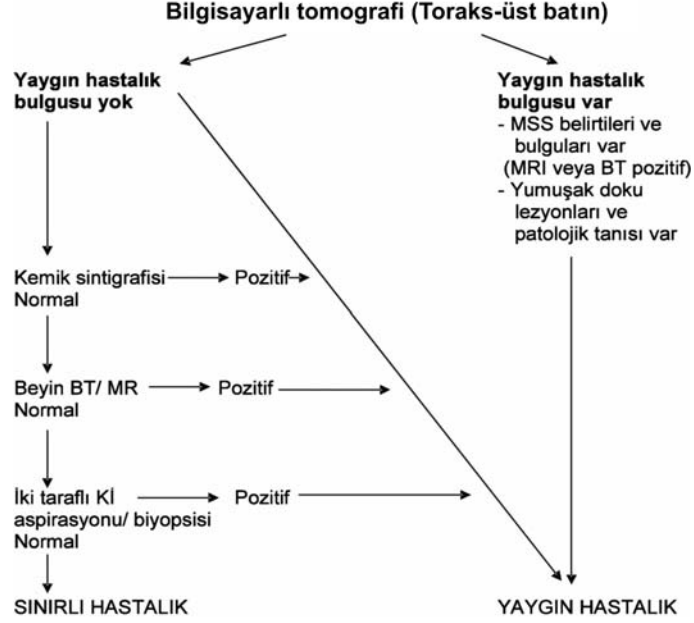 Bilgisayarlı tomografi (Toraks-üst batın)
Yaygın hastalık
bulgusu yok
Yaygın hastalık
bulgusu var
- MSS belirtileri ve
bulguları var
(MRI veya BT pozitif)
- Yumuşak doku
lezyonları ve
patolojik tanısı var
Kemik sintigrafisi
Normal
Pozitif
Beyin BT/ MR
Normal
Pozitif
İki taraflı Kİ
aspirasyonu/ biyopsisi
Normal
Pozitif
SINIRLI HASTALIK
YAYGIN HASTALIK